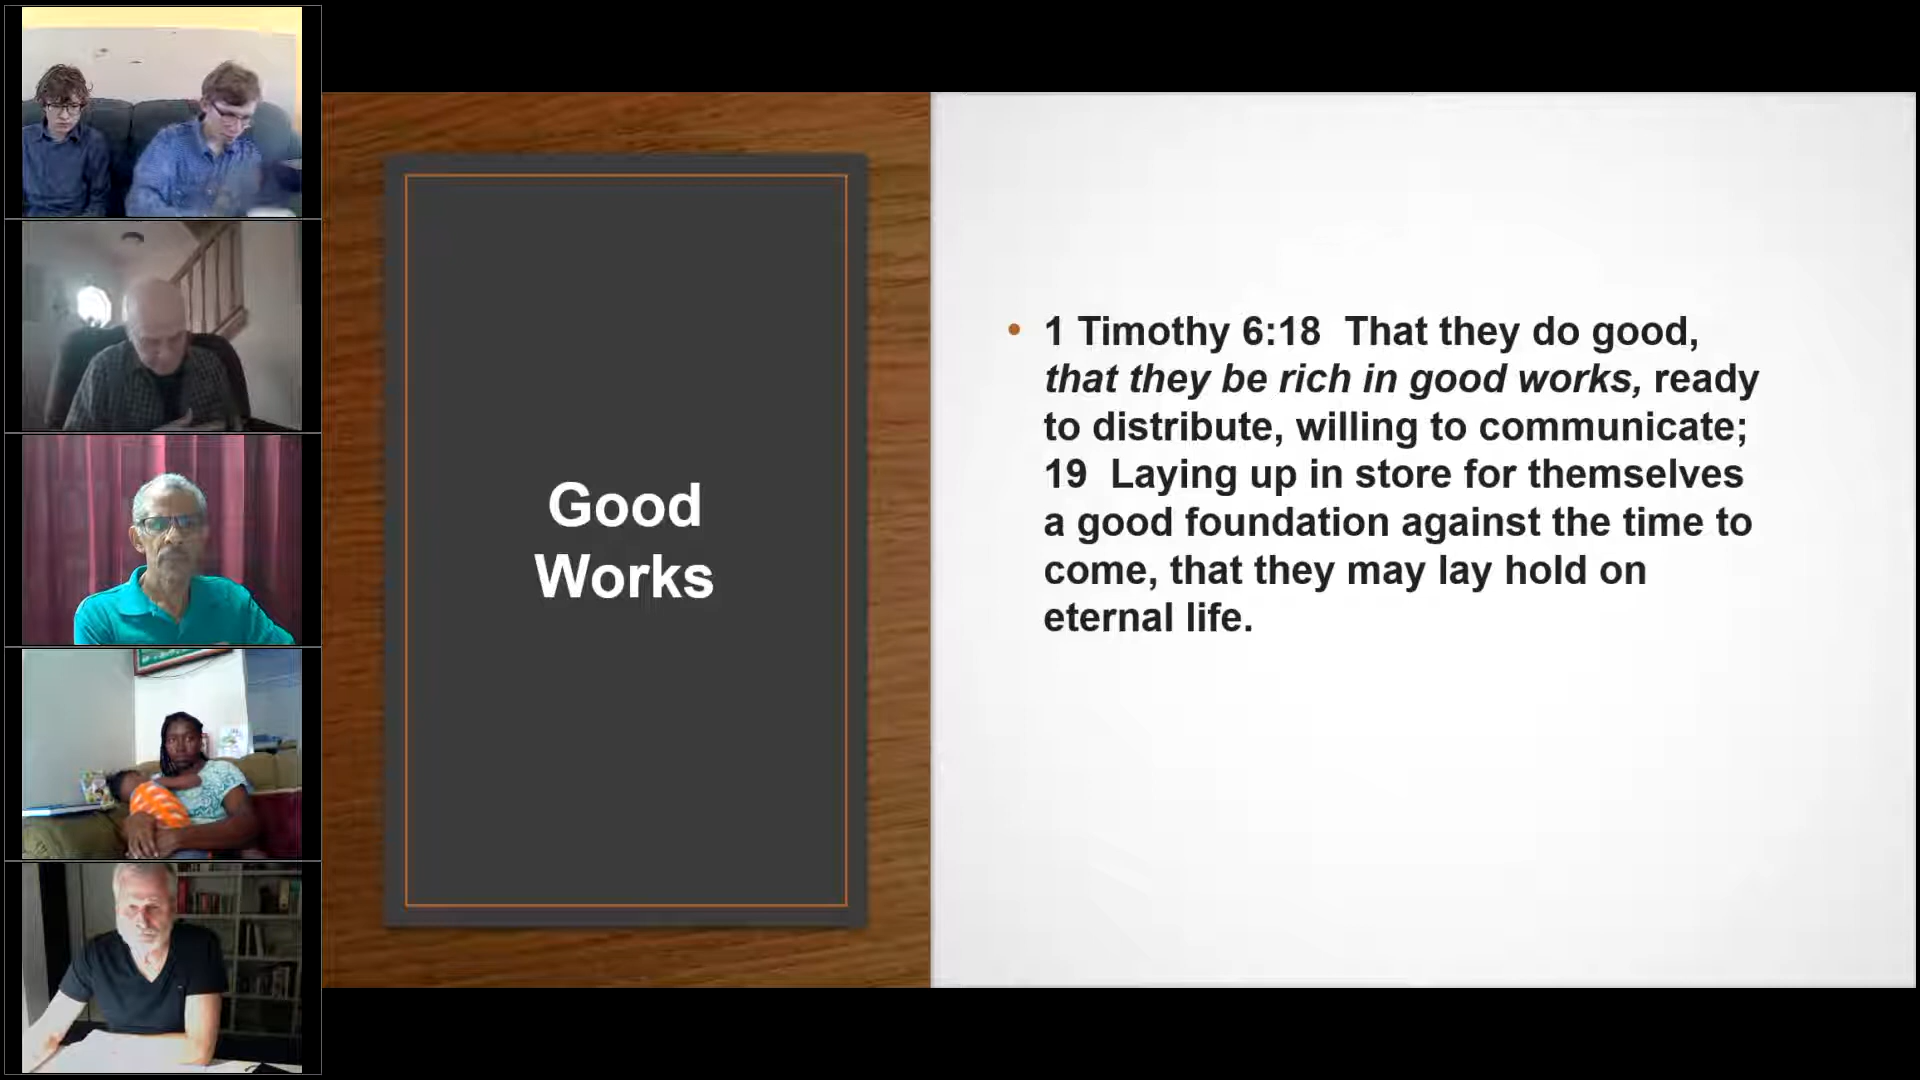 Good
Works
• 1 Timothy 6:18  That they do good,
that they be rich in good works, ready
to distribute, willing to communicate;
19  Laying up in store for themselves
a good foundation against the time to
come, that they may lay hold on
eternal life.